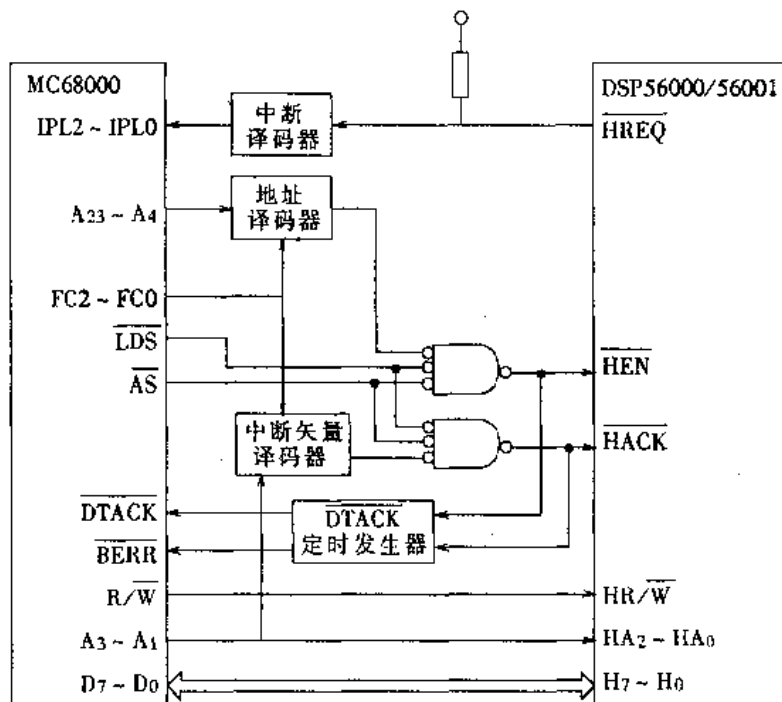 MC68000
DSP56000/56001
IPL2 ~ IPL0
中断
译码器
HREQ
A23 ~ A4
地址
译码器
FC2 ~ FC0
LDS
AS
HEN
中断矢量
译码器
HACK
DTACK
DTACK
定时发生器
BERR
R/W
HR/W
A3 ~ A1
HA2 ~ HA0
D7 ~ D0
H7 ~ H0